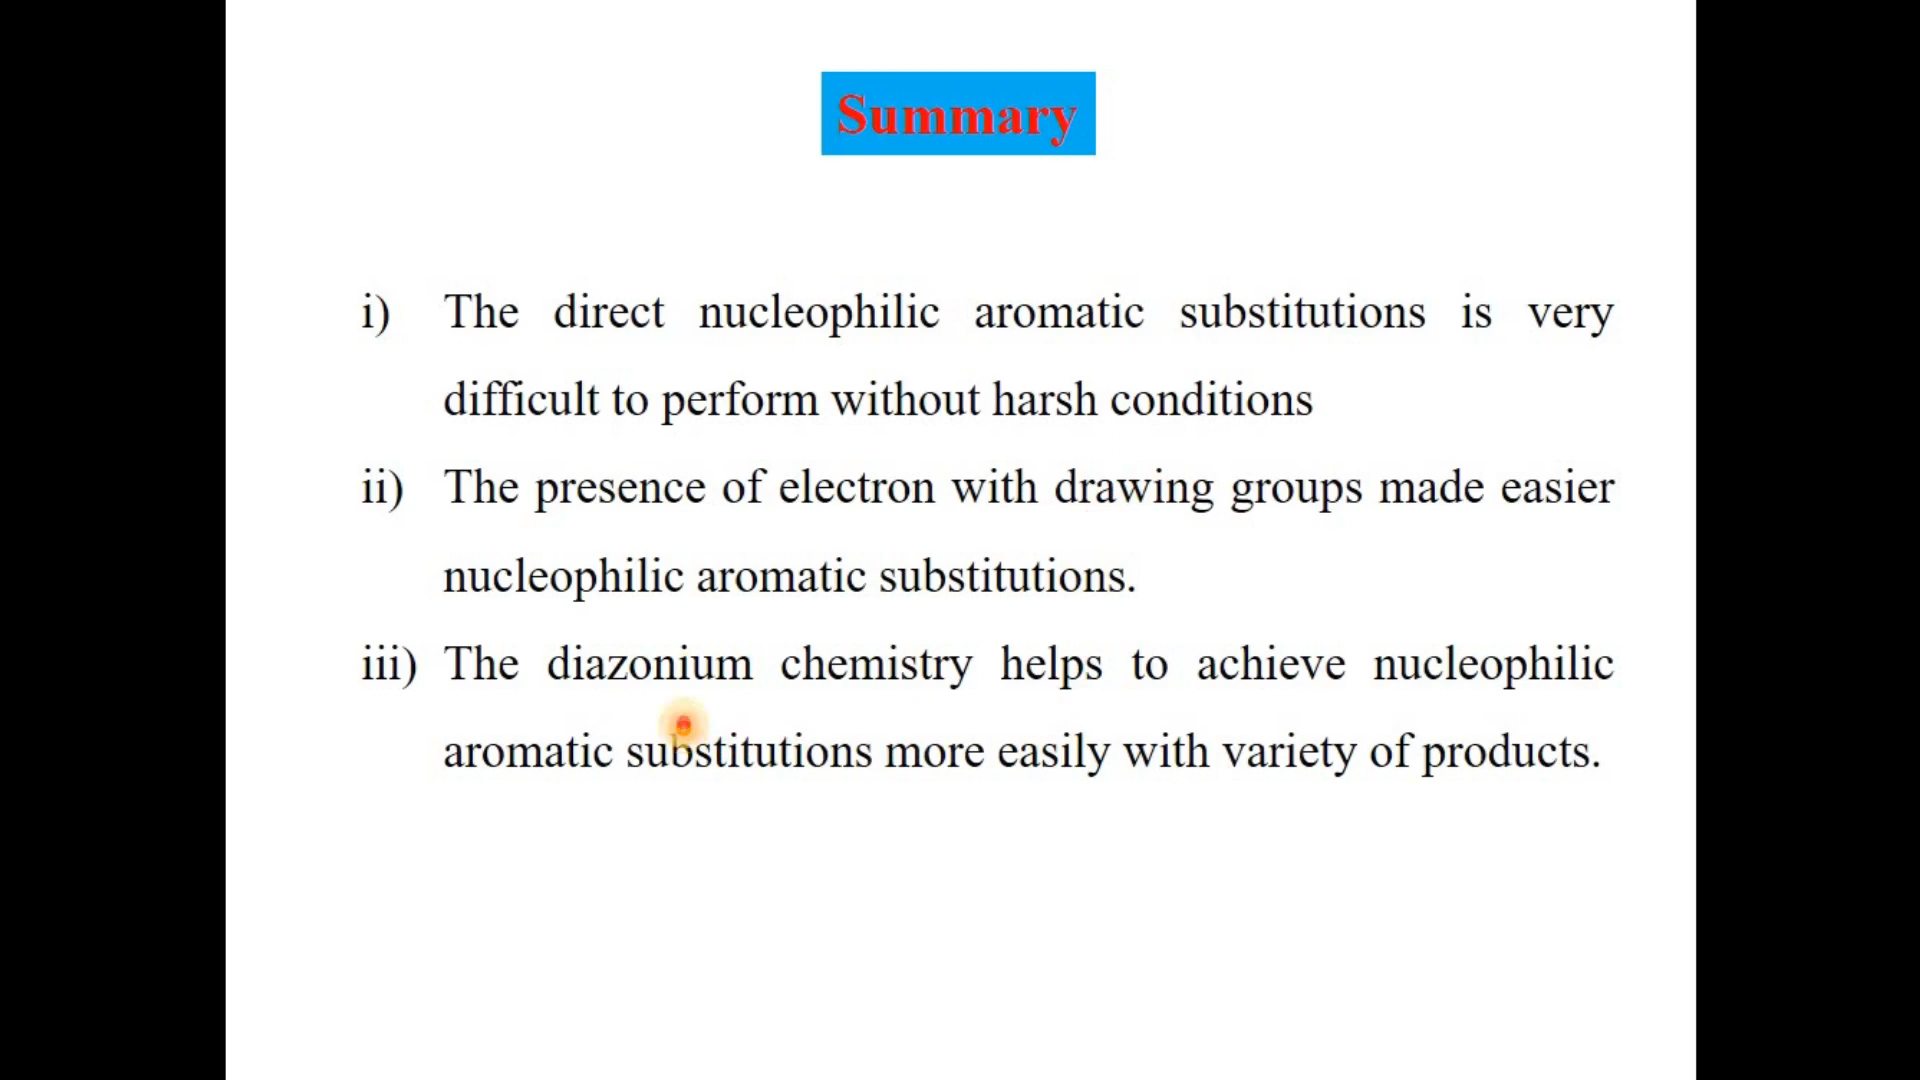 Summary
i) The direct nucleophilic aromatic substitutions is very
difficult to perform without harsh conditions
ii) The presence of electron with drawing groups made easier
nucleophilic aromatic substitutions.
iii) The diazonium chemistry helps to achieve nucleophilic
aromatic substitutions more easily with variety of products.